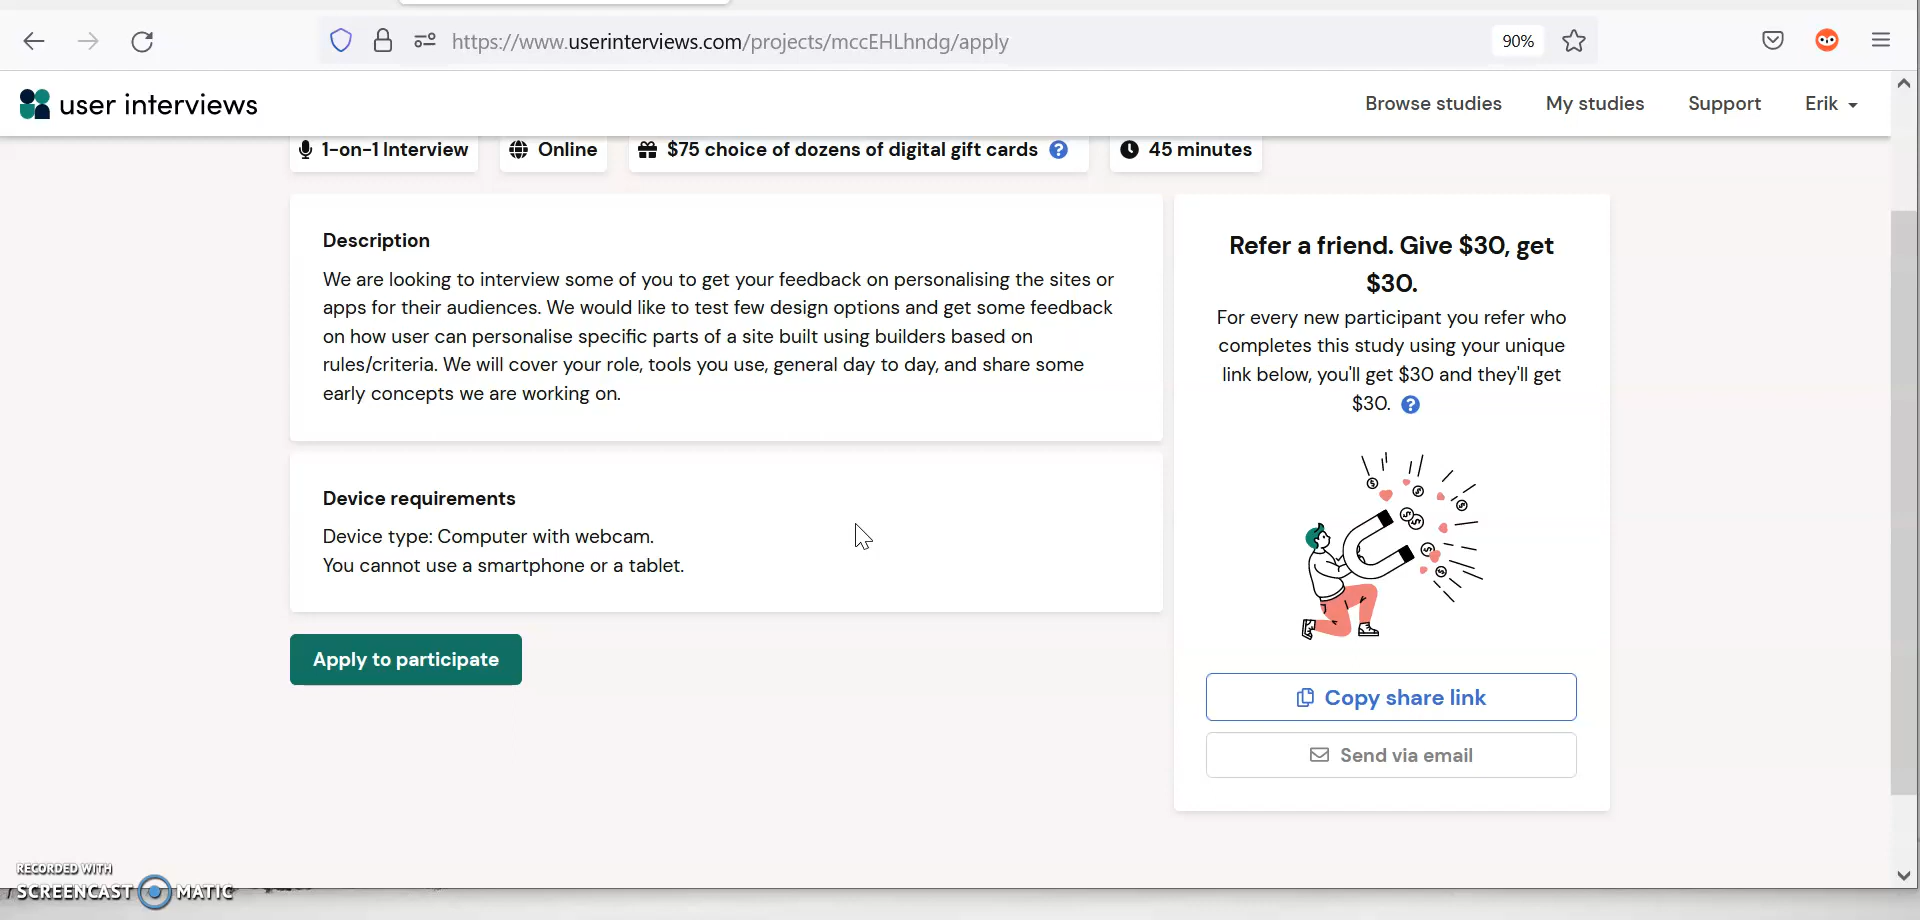 https://www.userinterviews.com/projects/mccEHLhndg/apply
90%
user interviews
Browse studies
My studies
Support
Erik
1-on-1 Interview
Online
$75 choice of dozens of digital gift cards
45 minutes
Description
We are looking to interview some of you to get your feedback on personalising the sites or
apps for their audiences. We would like to test few design options and get some feedback
on how user can personalise specific parts of a site built using builders based on
rules/criteria. We will cover your role, tools you use, general day to day, and share some
early concepts we are working on.
Device requirements
Device type: Computer with webcam.
You cannot use a smartphone or a tablet.
Apply to participate
Refer a friend. Give $30, get
$30.
For every new participant you refer who
completes this study using your unique
link below, you'll get $30 and they'll get
$30.
Copy share link
Send via email
RECORDED WITH
SCREENCAST MATIC